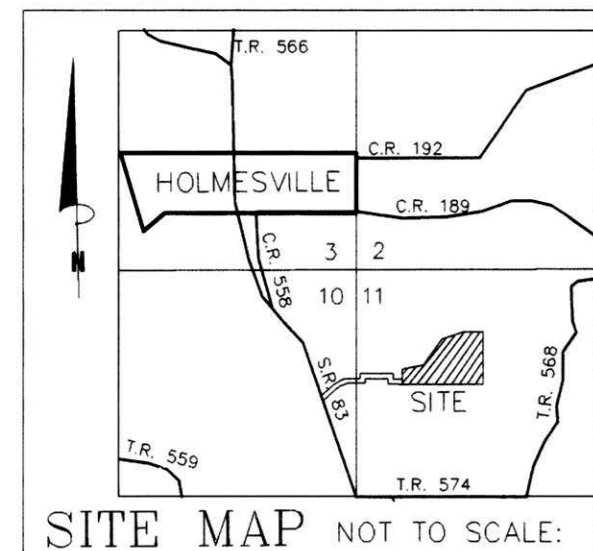 T.R. 566
C.R. 192
HOLMESVILLE
C.R. 189
N
C.R. 558
3 2
10 11
S.R. 83
SITE
T.R. 568
T.R. 559
T.R. 574
SITE MAP NOT TO SCALE: